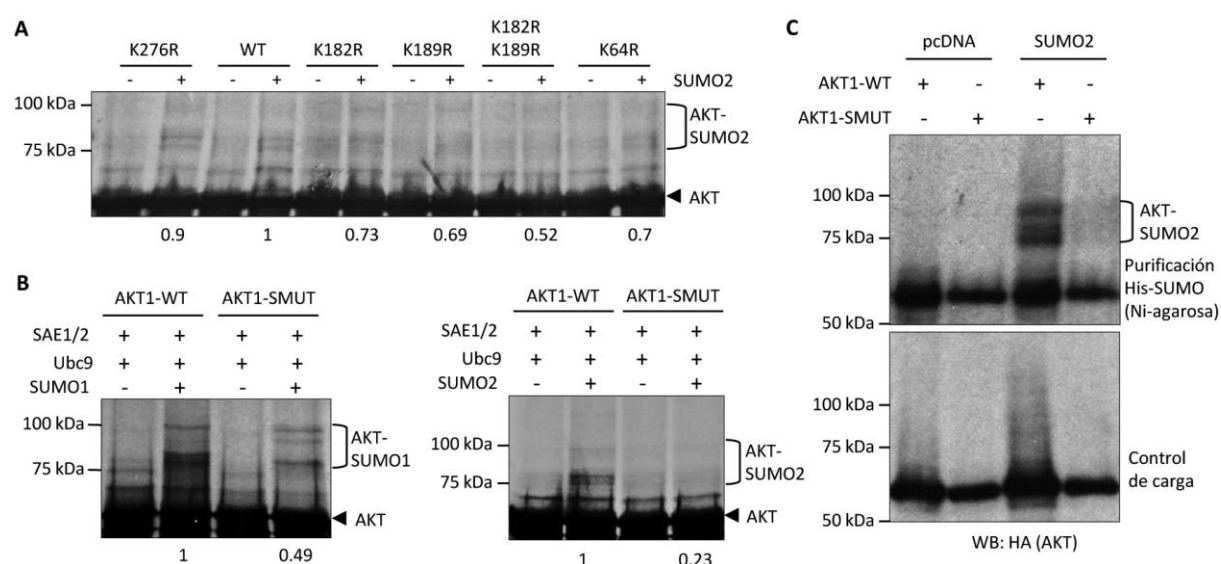 A
K276R WT K182R K189R K182R K189R K64R
- + - + - + - + - + - + SUMO2
100 kDa
75 kDa
AKT-
SUMO2
AKT
0.9 1 0.73 0.69 0.52 0.7
B
AKT1-WT AKT1-SMUT
SAE1/2 + + + +
Ubc9 + + + +
SUMO1 - + - +
100 kDa
75 kDa
AKT-
SUMO1
AKT
1 0.49
AKT1-WT AKT1-SMUT
SAE1/2 + + + +
Ubc9 + + + +
SUMO2 - + - +
100 kDa
75 kDa
AKT-
SUMO2
AKT
1 0.23
C
pcDNA SUMO2
AKT1-WT + - + -
AKT1-SMUT - + - +
100 kDa
75 kDa
50 kDa
AKT-
SUMO2
Purificación
His-SUMO
(Ni-agarosa)
100 kDa
75 kDa
50 kDa
Control
de carga
WB: HA (AKT)